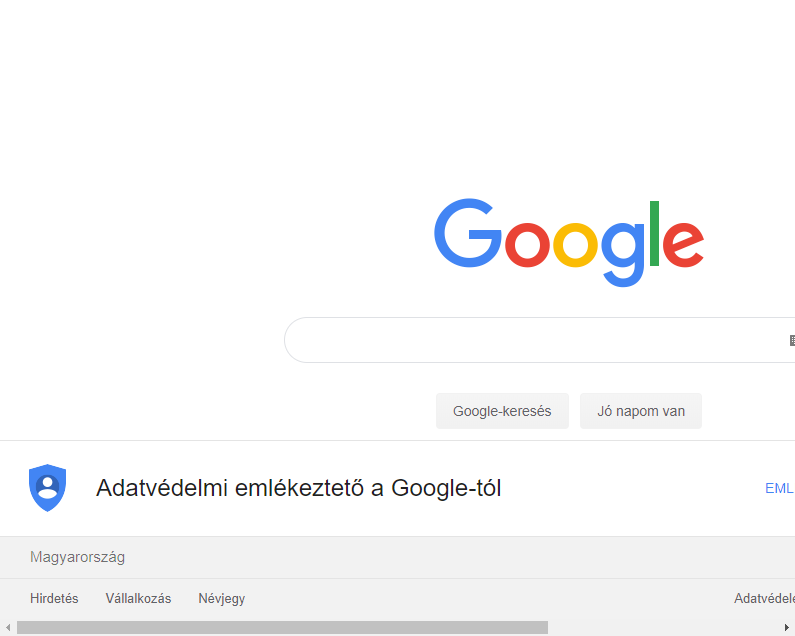 Google
Google-keresés Jó napom van
Adatvédelmi emlékeztető a Google-tól
EML
Magyarország
Hirdetés Vállalkozás Névjegy Adatvédele